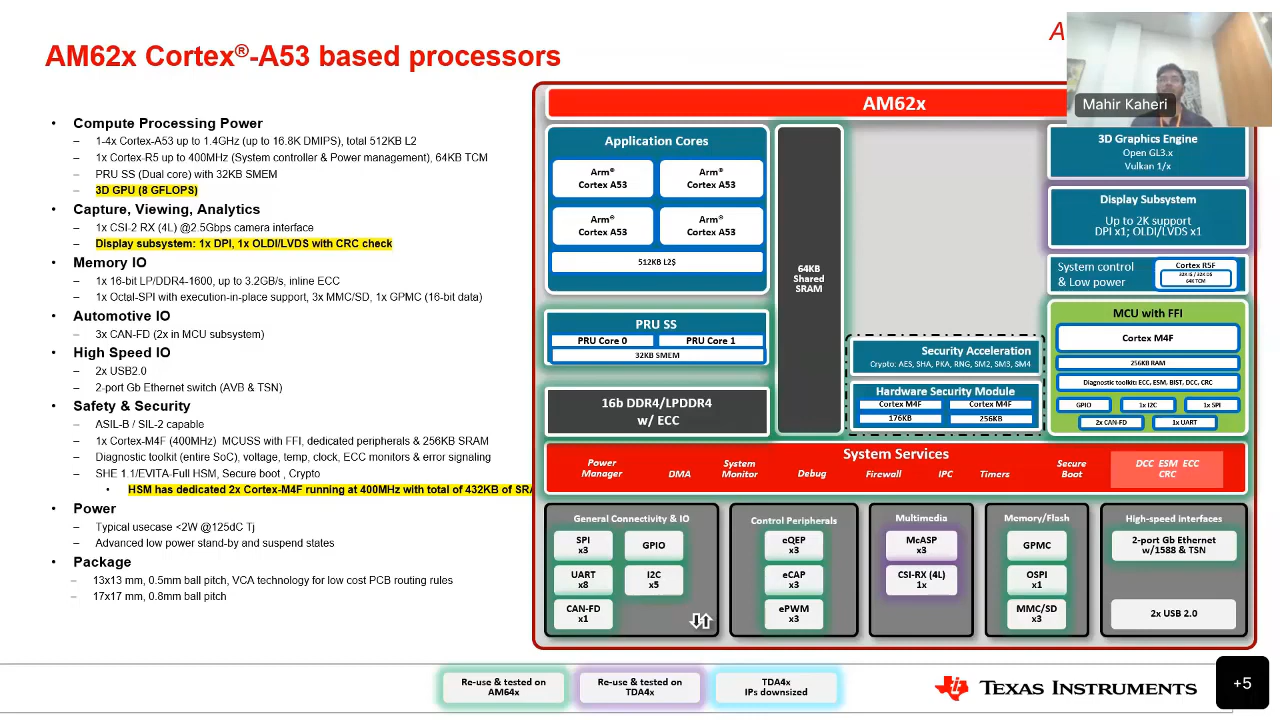 AM62x Cortex®-A53 based processors
A
Mahir Kaheri
• Compute Processing Power
– 1-4x Cortex-A53 up to 1.4GHz (up to 16.8K DMIPS), total 512KB L2
– 1x Cortex-R5 up to 400MHz (System controller & Power management), 64KB TCM
– PRU SS (Dual core) with 32KB SMEM
– 3D GPU (8 GFLOPS)
• Capture, Viewing, Analytics
– 1x CSI-2 RX (4L) @2.5Gbps camera interface
– Display subsystem: 1x DPI, 1x OLDI/LVDS with CRC check
• Memory IO
– 1x 16-bit LP/DDR4-1600, up to 3.2GB/s, inline ECC
– 1x Octal-SPI with execution-in-place support, 3x MMC/SD, 1x GPMC (16-bit data)
• Automotive IO
– 3x CAN-FD (2x in MCU subsystem)
• High Speed IO
– 2x USB2.0
– 2-port Gb Ethernet switch (AVB & TSN)
• Safety & Security
– ASIL-B / SIL-2 capable
– 1x Cortex-M4F (400MHz) MCUSS with FFI, dedicated peripherals & 256KB SRAM
– Diagnostic toolkit (entire SoC), voltage, temp, clock, ECC monitors & error signaling
– SHE 1.1/EVITA-Full HSM, Secure boot , Crypto
• HSM has dedicated 2x Cortex-M4F running at 400MHz with total of 432KB of SRA
• Power
– Typical usecase <2W @125dC Tj
– Advanced low power stand-by and suspend states
• Package
– 13x13 mm, 0.5mm ball pitch, VCA technology for low cost PCB routing rules
– 17x17 mm, 0.8mm ball pitch
AM62x
Application Cores
Arm®
Cortex A53
Arm®
Cortex A53
Arm®
Cortex A53
Arm®
Cortex A53
512KB L2$
PRU SS
PRU Core 0
PRU Core 1
32KB SMEM
16b DDR4/LPDDR4
w/ ECC
64KB
Shared
SRAM
Security Acceleration
Crypto: AES, SHA, PKA, RNG, SM2, SM3, SM4
Hardware Security Module
Cortex M4F
Cortex M4F
176KB
256KB
3D Graphics Engine
Open GL3.x
Vulkan 1/x
Display Subsystem
Up to 2K support
DPI x1; OLDI/LVDS x1
System control
& Low power
Cortex R5F
64K TCM
MCU with FFI
Cortex M4F
256KB RAM
Diagnostic toolkit: ECC, ESM, BIST, DCC, CRC
GPIO
1x I2C
1x SPI
2x CAN-FD
1x UART
System Services
Power
Manager
DMA
System
Monitor
Debug
Firewall
IPC
Timers
Secure
Boot
DCC ESM ECC
CRC
General Connectivity & IO
SPI
x3
GPIO
UART
x8
I2C
x5
CAN-FD
x1
Control Peripherals
eQEP
x3
eCAP
x3
ePWM
x3
Multimedia
McASP
x3
CSI-RX (4L)
1x
Memory/Flash
GPMC
OSPI
x1
MMC/SD
x3
High-speed interfaces
2-port Gb Ethernet
w/1588 & TSN
2x USB 2.0
Re-use & tested on
AM64x
Re-use & tested on
TDA4x
TDA4x
IPs downsized
TEXAS INSTRUMENTS
+5